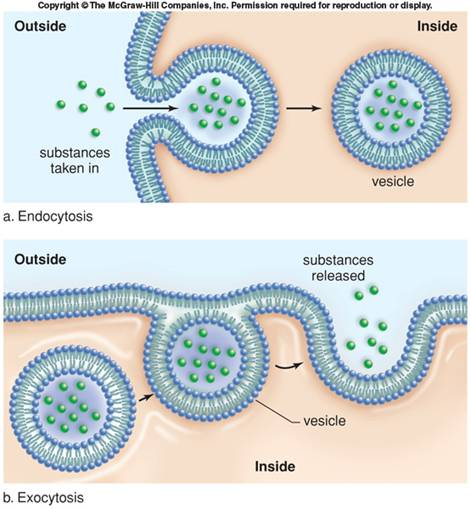 Copyright © The McGraw-Hill Companies, Inc. Permission required for reproduction or display.
Outside
Inside
substances
taken in
vesicle
a. Endocytosis
Outside
substances
released
vesicle
Inside
b. Exocytosis